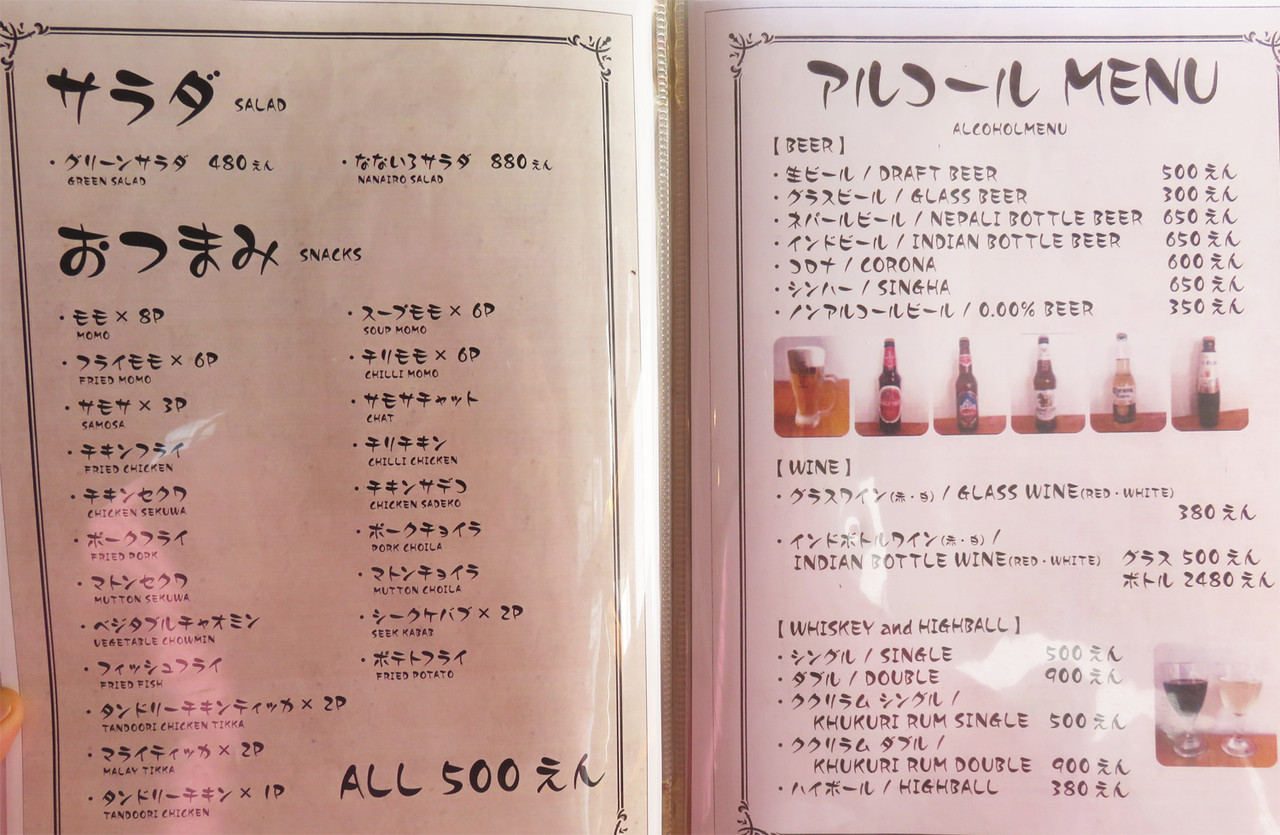 サラダ SALAD
・グリーンサラダ 480えん
GREEN SALAD
・なないろサラダ 880えん
NANAIRO SALAD
おつまみ SNACKS
・モモ× 8P
MOMO
・フライモモ× 6P
FRIED MOMO
・サモサ× 3P
SAMOSA
・チキンフライ
FRIED CHICKEN
・チキンセクワ
CHICKEN SEKUWA
・ポークフライ
FRIED PORK
・マトンセクワ
MUTTON SEKUWA
・ベジタブルチャオミン
VEGETABLE CHOWMIN
・フィッシュフライ
FRIED FISH
・タンドリーチキンティッカ× 2P
TANDOORI CHICKEN TIKKA
・マライティッカ× 2P
MALAY TIKKA
・タンドリーチキン× 1P
TANDOORI CHICKEN
・スープモモ× 6P
SOUP MOMO
・チリモモ× 6P
CHILLI MOMO
・サモサチャット
CHAT
・チリチキン
CHILLI CHICKEN
・チキンサデコ
CHICKEN SADEKO
・ポークチョイラ
PORK CHOILA
・マトンチョイラ
MUTTON CHOILA
・シークケバブ× 2P
SEEK KABAB
・ポテトフライ
FRIED POTATO
ALL 500えん
アルコール MENU
ALCOHOLMENU
【BEER】
・生ビール / DRAFT BEER 500えん
・グラスビール / GLASS BEER 300えん
・ネパールビール / NEPALI BOTTLE BEER 650えん
・インドビール / INDIAN BOTTLE BEER 650えん
・コロナ / CORONA 600えん
・シンハー / SINGHA 650えん
・ノンアルコールビール / 0.00% BEER 350えん
【WINE】
・グラスワイン(赤・白) / GLASS WINE(RED・WHITE)
380えん
・インドボトルワイン(赤・白) /
INDIAN BOTTLE WINE(RED・WHITE) グラス 500えん
ボトル 2480えん
【WHISKEY and HIGHBALL】
・シングル / SINGLE 500えん
・ダブル / DOUBLE 900えん
・ククリラム シングル /
KHUKURI RUM SINGLE 500えん
・ククリラム ダブル /
KHUKURI RUM DOUBLE 900えん
・ハイボール / HIGHBALL 380えん